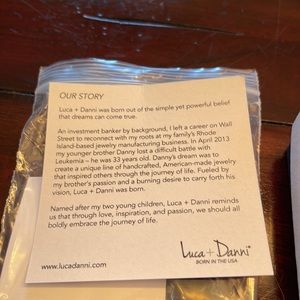 OUR STORY
Luca + Danni was born out of the simple yet powerful belief
that dreams can come true.
An investment banker by background, I left a career on Wall
Street to reconnect with my roots at my family's Rhode
Island-based jewelry manufacturing business. In April 2013
my younger brother Danny lost a difficult battle with
Leukemia – he was 33 years old. Danny's dream was to
create a unique line of handcrafted, American-made jewelry
that inspired others through the journey of life. Fueled by
my brother's passion and a burning desire to carry forth his
vision, Luca + Danni was born.
Named after my two young children, Luca + Danni reminds
us that through love, inspiration, and passion, we should all
boldly embrace the journey of life.
Luca + Danni
BORN IN THE USA
www.lucadanni.com